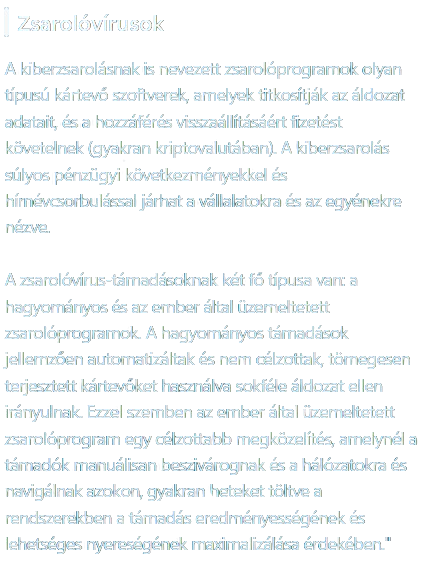 Zsarolóvírusok
A kiberzsarolásnak is nevezett zsarolóprogramok olyan
típusú kártevő szoftverek, amelyek titkosítják az áldozat
adatait, és a hozzáférés visszaállításáért fizetést
követelnek (gyakran kriptovalutában). A kiberzsarolás
súlyos pénzügyi következményekkel és
hírnévcsorbulással járhat a vállalatokra és az egyénekre
nézve.
A zsarolóvírus-támadásoknak két fő típusa van: a
hagyományos és az ember által üzemeltetett
zsarolóprogramok. A hagyományos támadások
jellemzően automatizáltak és nem célzottak, tömegesen
terjesztett kártevőket használva sokféle áldozat ellen
irányulnak. Ezzel szemben az ember által üzemeltetett
zsarolóprogram egy célzottabb megközelítés, amelynél a
támadók manuálisan beszivárognak és a hálózatokra és
navigálnak azokon, gyakran heteket töltve a
rendszerekben a támadás eredményességének és
lehetséges nyereségének maximalizálása érdekében."